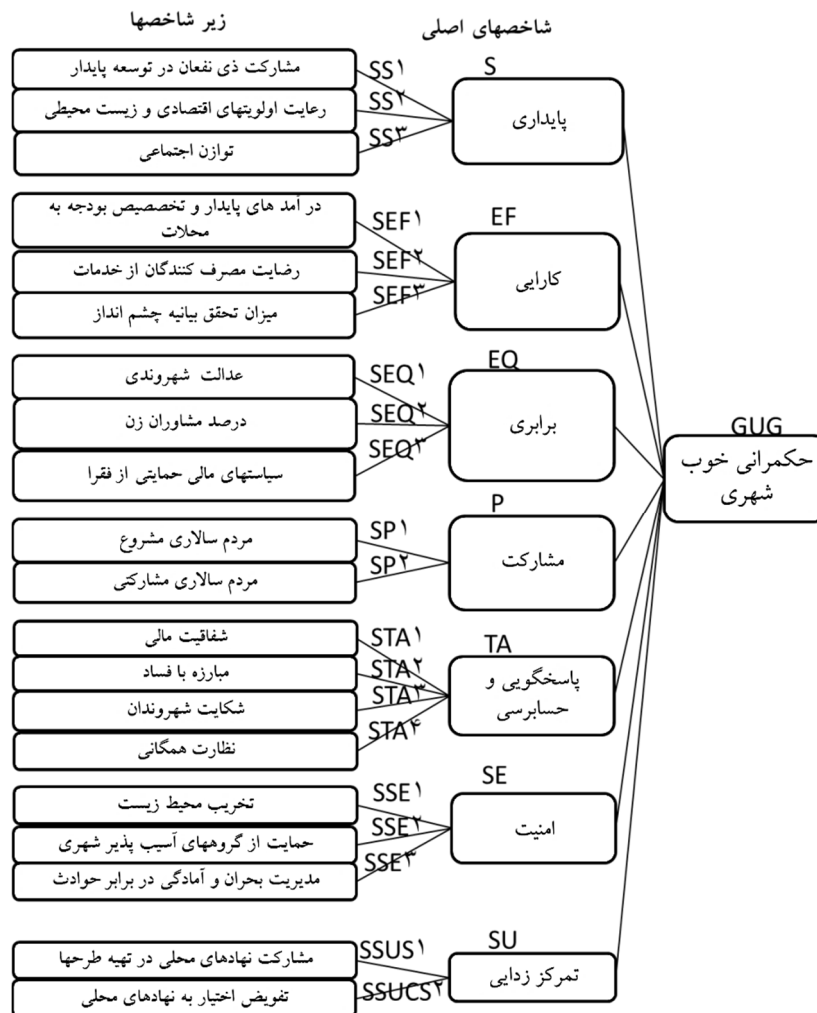 شاخصهای اصلی
زیر شاخصها
GUG
حکمرانی خوب
شهری
S
پایداری
SS۱
مشارکت ذی نفعان در توسعه پایدار
SS۲
رعایت اولویتهای اقتصادی و زیست محیطی
SS۳
توازن اجتماعی
EF
کارایی
SEF۱
در آمد های پایدار و تخصصیص بودجه به
محلات
SEF۲
رضایت مصرف کنندگان از خدمات
SEF۳
میزان تحقق بیانیه چشم انداز
EQ
برابری
SEQ۱
عدالت شهروندی
SEQ۲
درصد مشاوران زن
SEQ۳
سیاستهای مالی حمایتی از فقرا
P
مشارکت
SP۱
مردم سالاری مشروع
SP۲
مردم سالاری مشارکتی
TA
پاسخگویی و
حسابرسی
STA۱
شفاقیت مالی
STA۲
مبارزه با فساد
STA۳
شکایت شهروندان
STA۴
نظارت همگانی
SE
امنیت
SSE۱
تخریب محیط زیست
SSE۲
حمایت از گروههای آسیب پذیر شهری
SSE۳
مدیریت بحران و آمادگی در برابر حوادث
SU
تمرکز زدایی
SSUS۱
مشارکت نهادهای محلی در تهیه طرحها
SSUCS۲
تفویض اختیار به نهادهای محلی